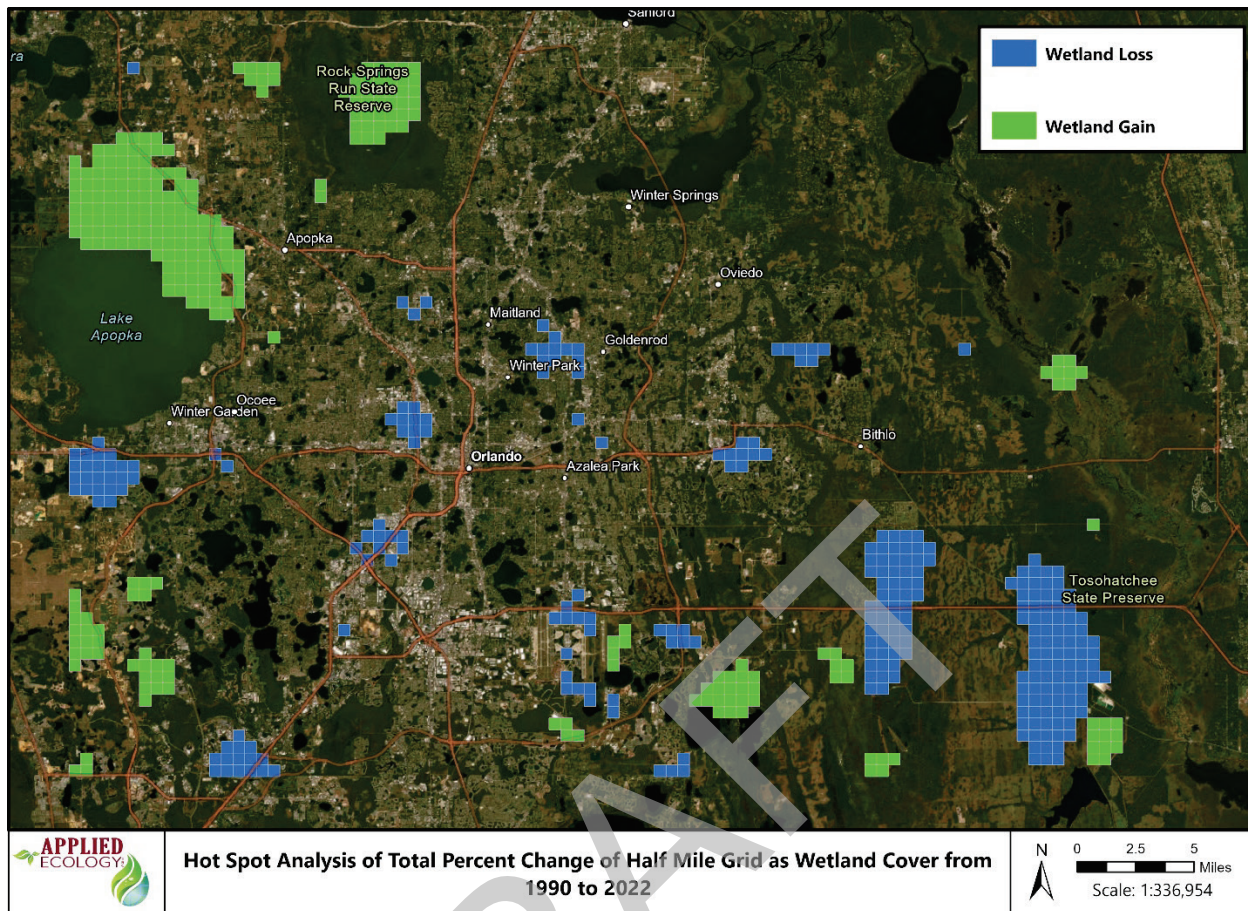 Sanford
ra
Rock Springs
Run State
Reserve
Wetland Loss
Wetland Gain
Winter Springs
Apopka
Oviedo
Lake
Apopka
Maitland
Goldenrod
Winter Park
Ocoee
Winter Garden
Bithlo
Orlando
Azalea Park
Tosohatchee
State Preserve
DRAFT
APPLIED
ECOLOGY
Hot Spot Analysis of Total Percent Change of Half Mile Grid as Wetland Cover from
1990 to 2022
N
0 2.5 5
Miles
Scale: 1:336,954